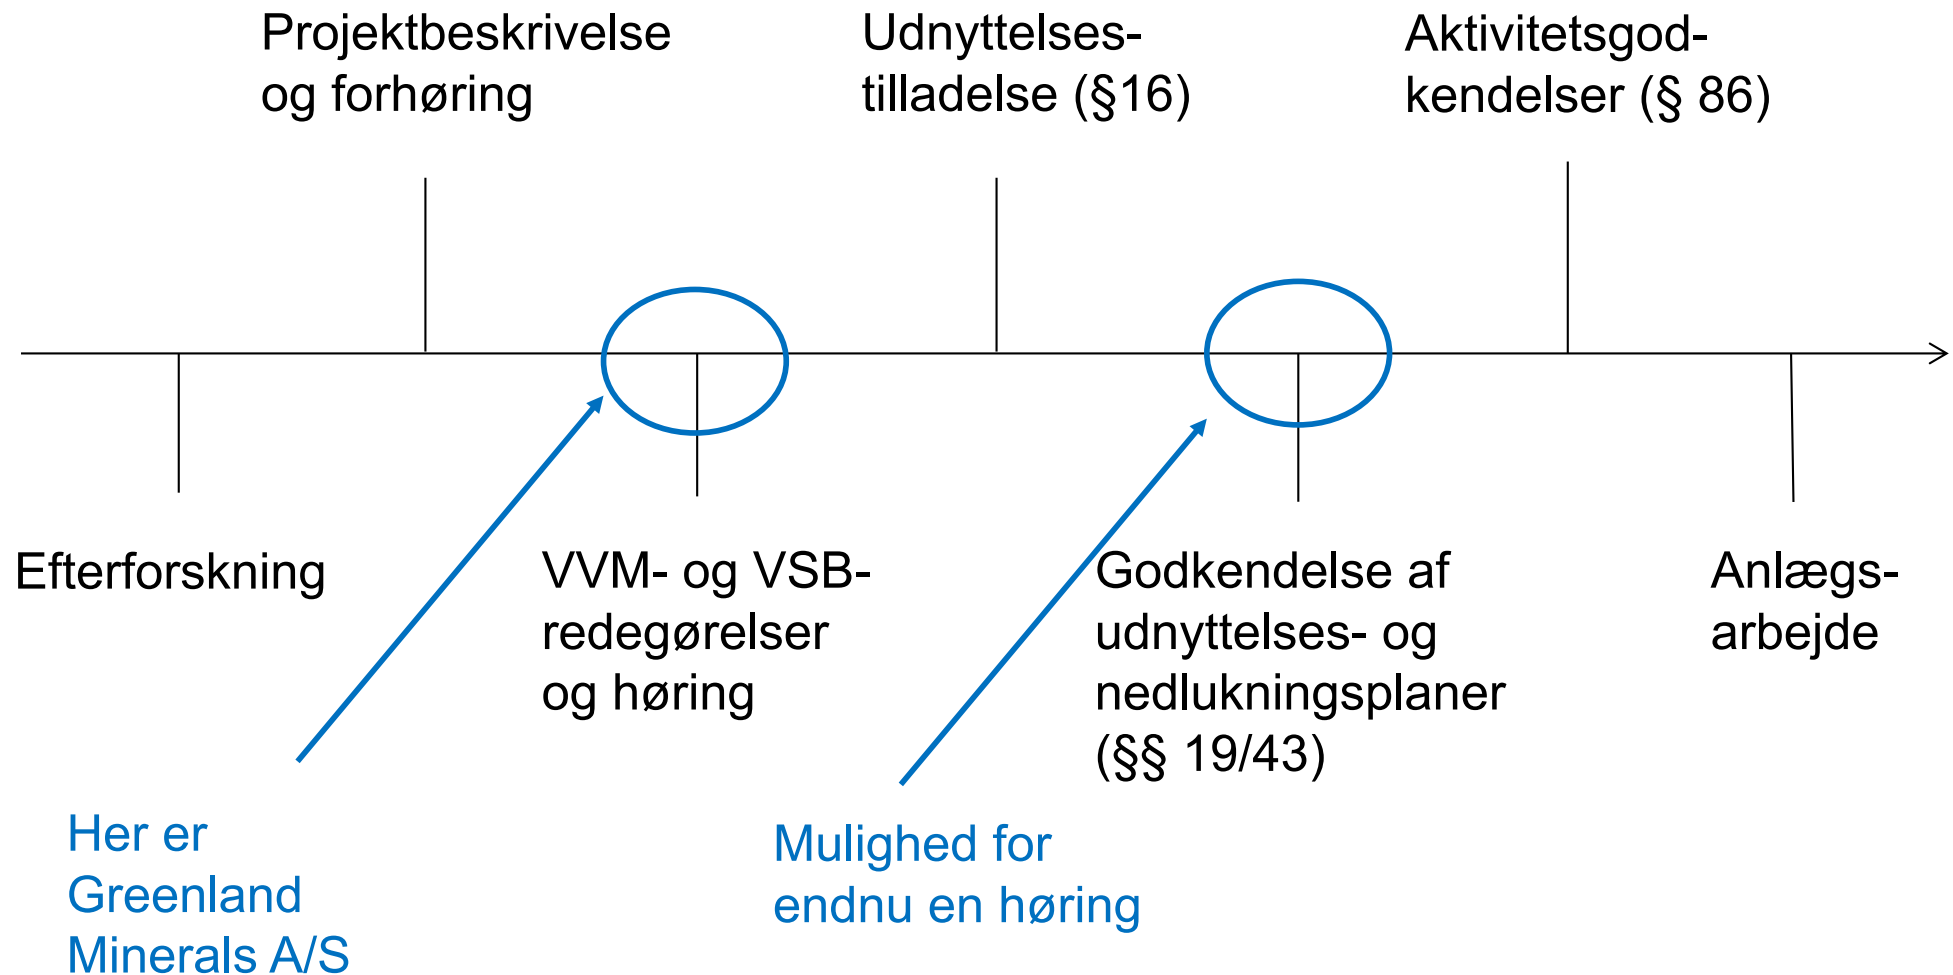 Projektbeskrivelse
og forhøring
Udnyttelses-
tilladelse (§16)
Aktivitetsgod-
kendelser (§ 86)
Efterforskning
VVM- og VSB-
redegørelser
og høring
Godkendelse af
udnyttelses- og
nedlukningsplaner
(§§ 19/43)
Anlægs-
arbejde
Her er
Greenland
Minerals A/S
Mulighed for
endnu en høring